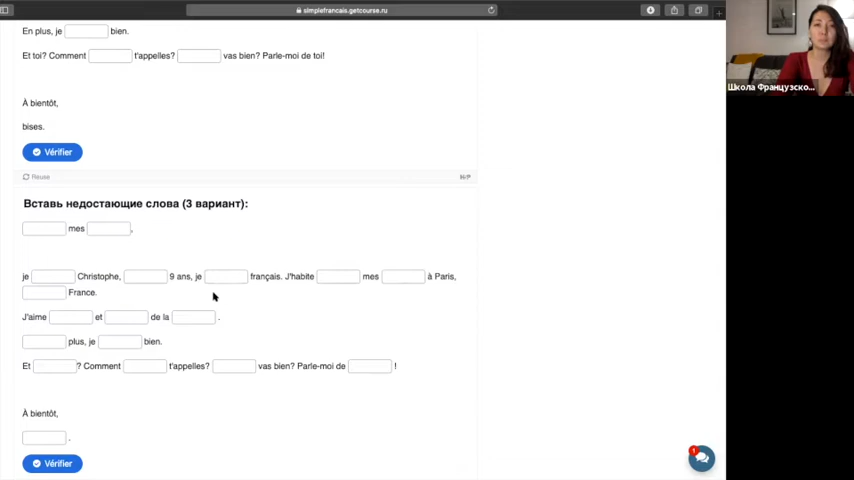 simplefrancais.getcourse.ru
En plus, je bien.
Et toi? Comment t'appelles? vas bien? Parle-moi de toi!
À bientôt,
bises.
Vérifier
Reuse
Вставь недостающие слова (3 вариант):
mes ,
je Christophe, 9 ans, je français. J'habite mes à Paris,
France.
J'aime et de la .
plus, je bien.
Et ? Comment t'appelles? vas bien? Parle-moi de !
À bientôt,
.
Vérifier
1
Школа Французско...